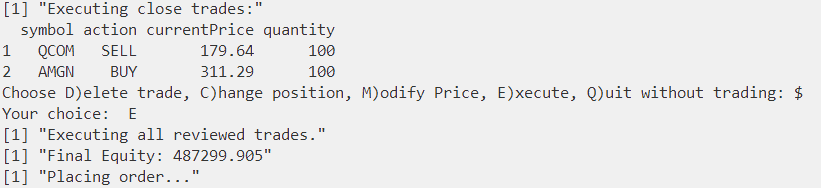 [1] "Executing close trades:"
  symbol action currentPrice quantity
1   QCOM   SELL       179.64      100
2   AMGN    BUY       311.29      100
Choose D)elete trade, C)hange position, M)odify Price, E)xecute, Q)uit without trading: $
Your choice:  E
[1] "Executing all reviewed trades."
[1] "Final Equity: 487299.905"
[1] "Placing order..."